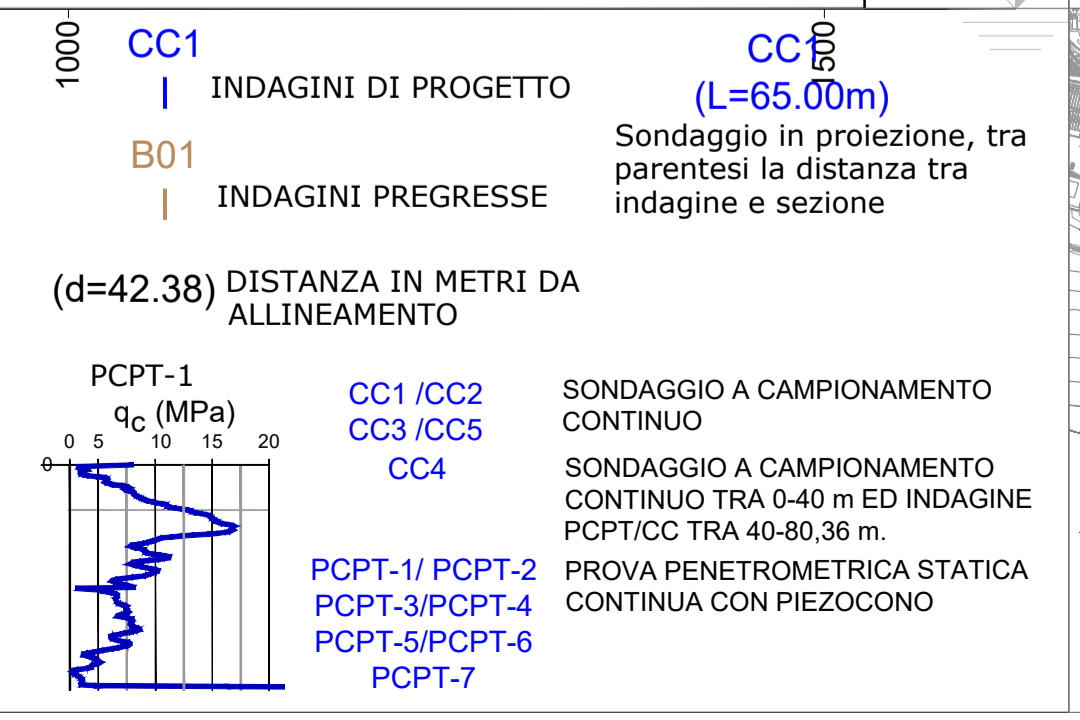 1000
CC1
INDAGINI DI PROGETTO
B01
INDAGINI PREGRESSE
(d=42.38) DISTANZA IN METRI DA
ALLINEAMENTO
1500
CC1
(L=65.00m)
Sondaggio in proiezione, tra
parentesi la distanza tra
indagine e sezione
PCPT-1
qc (MPa)
0 5 10 15 20
0
CC1 /CC2
CC3 /CC5
SONDAGGIO A CAMPIONAMENTO
CONTINUO
CC4
SONDAGGIO A CAMPIONAMENTO
CONTINUO TRA 0-40 m ED INDAGINE
PCPT/CC TRA 40-80,36 m.
PCPT-1/ PCPT-2
PCPT-3/PCPT-4
PCPT-5/PCPT-6
PCPT-7
PROVA PENETROMETRICA STATICA
CONTINUA CON PIEZOCONO